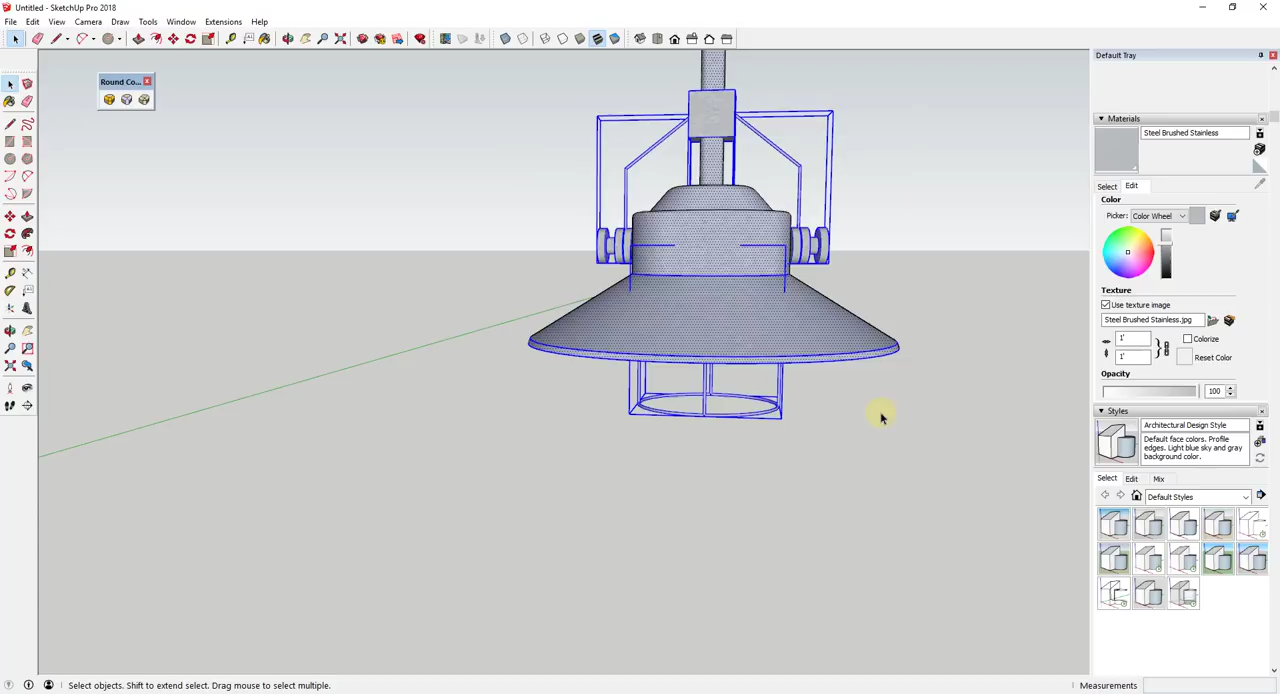 Untitled - SketchUp Pro 2018
File Edit View Camera Draw Tools Window Extensions Help
Default Tray
Round Co...
Materials
Steel Brushed Stainless
Select Edit
Color
Picker: Color Wheel
Texture
Use texture image
Steel Brushed Stainless.jpg
1' Colorize
1' Reset Color
Opacity
100
Styles
Architectural Design Style
Default face colors. Profile
edges. Light blue sky and gray
background color.
Select Edit Mix
Default Styles
Select objects. Shift to extend select. Drag mouse to select multiple.
Measurements